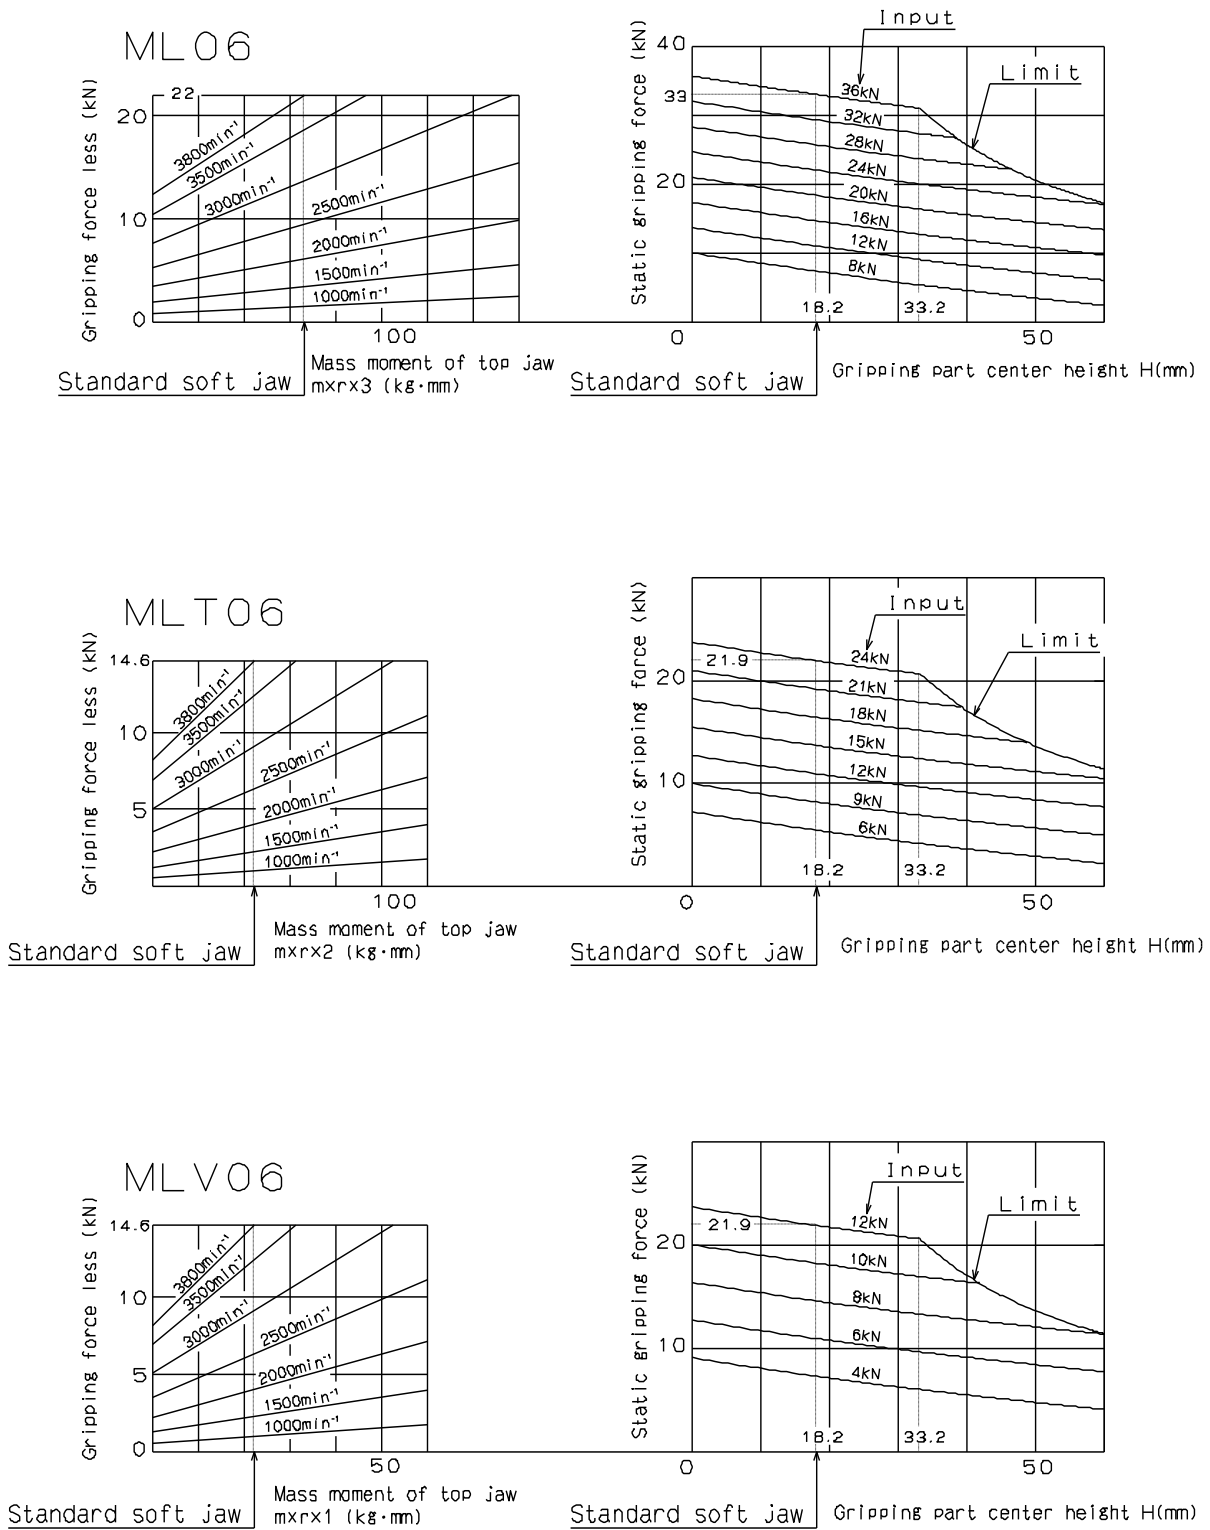 ML06
Gripping force less (kN)
22
20
10
0
3800min⁻¹
3500min⁻¹
3000min⁻¹
2500min⁻¹
2000min⁻¹
1500min⁻¹
1000min⁻¹
100
Mass moment of top jaw
m×r×3 (kg·mm)
Standard soft jaw
Static gripping force (kN)
Input
Limit
40
33
20
36kN
32kN
28kN
24kN
20kN
16kN
12kN
8kN
18.2
33.2
0
50
Standard soft jaw
Gripping part center height H(mm)
MLT06
Gripping force less (kN)
14.6
10
5
3800min⁻¹
3500min⁻¹
3000min⁻¹
2500min⁻¹
2000min⁻¹
1500min⁻¹
1000min⁻¹
100
Mass moment of top jaw
m×r×2 (kg·mm)
Standard soft jaw
Static gripping force (kN)
Input
Limit
21.9
20
10
24kN
21kN
18kN
15kN
12kN
9kN
6kN
18.2
33.2
0
50
Standard soft jaw
Gripping part center height H(mm)
MLV06
Gripping force less (kN)
14.6
10
5
0
3800min⁻¹
3500min⁻¹
3000min⁻¹
2500min⁻¹
2000min⁻¹
1500min⁻¹
1000min⁻¹
50
Mass moment of top jaw
m×r×1 (kg·mm)
Standard soft jaw
Static gripping force (kN)
Input
Limit
21.9
20
10
12kN
10kN
8kN
6kN
4kN
18.2
33.2
0
50
Standard soft jaw
Gripping part center height H(mm)